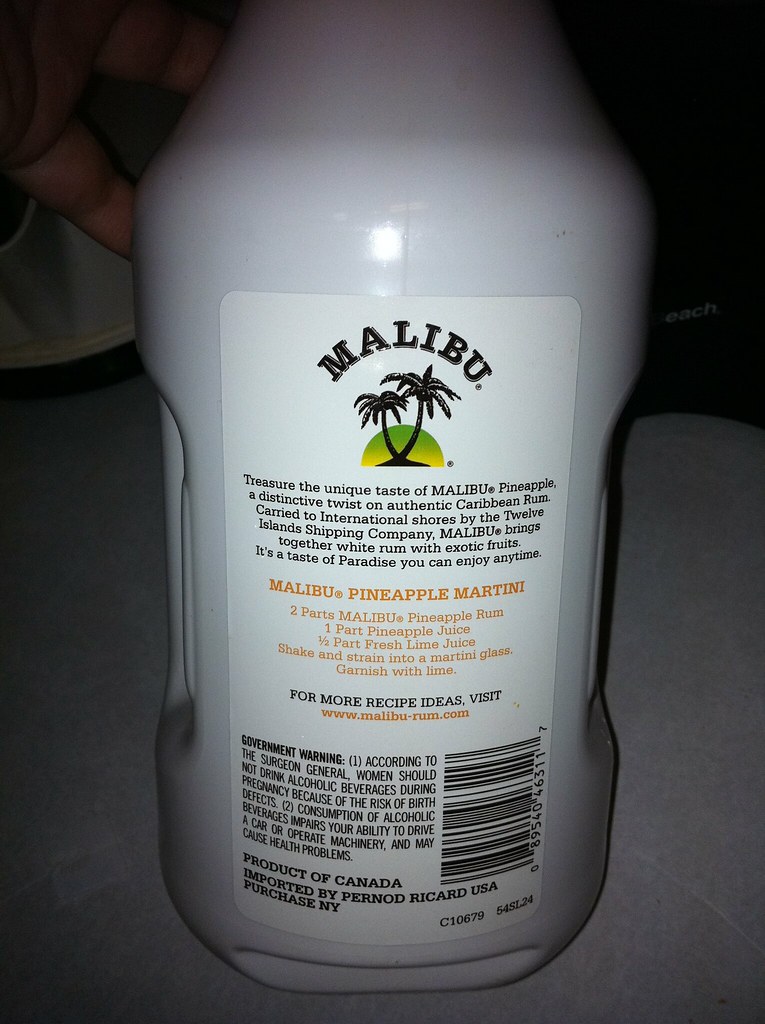 MALIBU®
®
Treasure the unique taste of MALIBU® Pineapple,
a distinctive twist on authentic Caribbean Rum.
Carried to International shores by the Twelve
Islands Shipping Company, MALIBU® brings
together white rum with exotic fruits.
It's a taste of Paradise you can enjoy anytime.
MALIBU® PINEAPPLE MARTINI
2 Parts MALIBU® Pineapple Rum
1 Part Pineapple Juice
½ Part Fresh Lime Juice
Shake and strain into a martini glass.
Garnish with lime.
FOR MORE RECIPE IDEAS, VISIT
www.malibu-rum.com
GOVERNMENT WARNING: (1) ACCORDING TO
THE SURGEON GENERAL, WOMEN SHOULD
NOT DRINK ALCOHOLIC BEVERAGES DURING
PREGNANCY BECAUSE OF THE RISK OF BIRTH
DEFECTS. (2) CONSUMPTION OF ALCOHOLIC
BEVERAGES IMPAIRS YOUR ABILITY TO DRIVE
A CAR OR OPERATE MACHINERY, AND MAY
CAUSE HEALTH PROBLEMS.
0 89540 46311 7
PRODUCT OF CANADA
IMPORTED BY PERNOD RICARD USA
PURCHASE NY
C10679 54SL24
each.